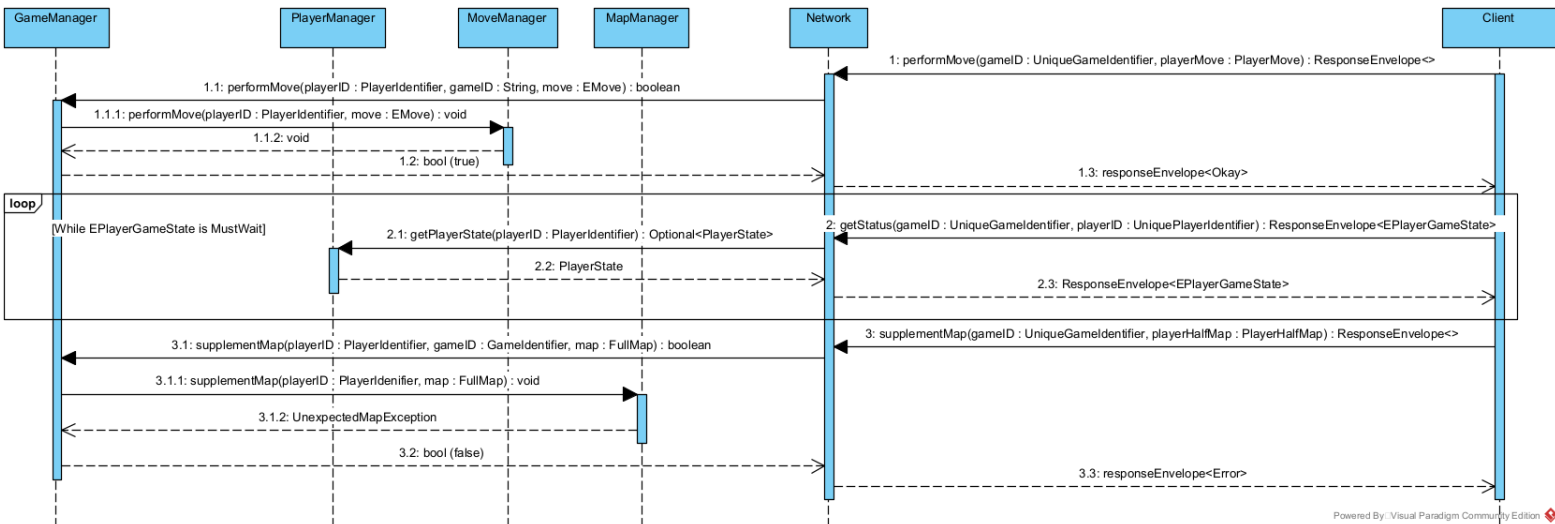 GameManager
PlayerManager
MoveManager
MapManager
Network
Client
1: performMove(gameID : UniqueGameIdentifier, playerMove : PlayerMove) : ResponseEnvelope<>
1.1: performMove(playerID : PlayerIdentifier, gameID : String, move : EMove) : boolean
1.1.1: performMove(playerID : PlayerIdentifier, move : EMove) : void
1.1.2: void
1.2: bool (true)
1.3: responseEnvelope<Okay>
loop
[While EPlayerGameState is MustWait]
2: getStatus(gameID : UniqueGameIdentifier, playerID : UniquePlayerIdentifier) : ResponseEnvelope<EPlayerGameState>
2.1: getPlayerState(playerID : PlayerIdentifier) : Optional<PlayerState>
2.2: PlayerState
2.3: ResponseEnvelope<EPlayerGameState>
3: supplementMap(gameID : UniqueGameIdentifier, playerHalfMap : PlayerHalfMap) : ResponseEnvelope<>
3.1: supplementMap(playerID : PlayerIdentifier, gameID : GameIdentifier, map : FullMap) : boolean
3.1.1: supplementMap(playerID : PlayerIdenifier, map : FullMap) : void
3.1.2: UnexpectedMapException
3.2: bool (false)
3.3: responseEnvelope<Error>
Powered By Visual Paradigm Community Edition